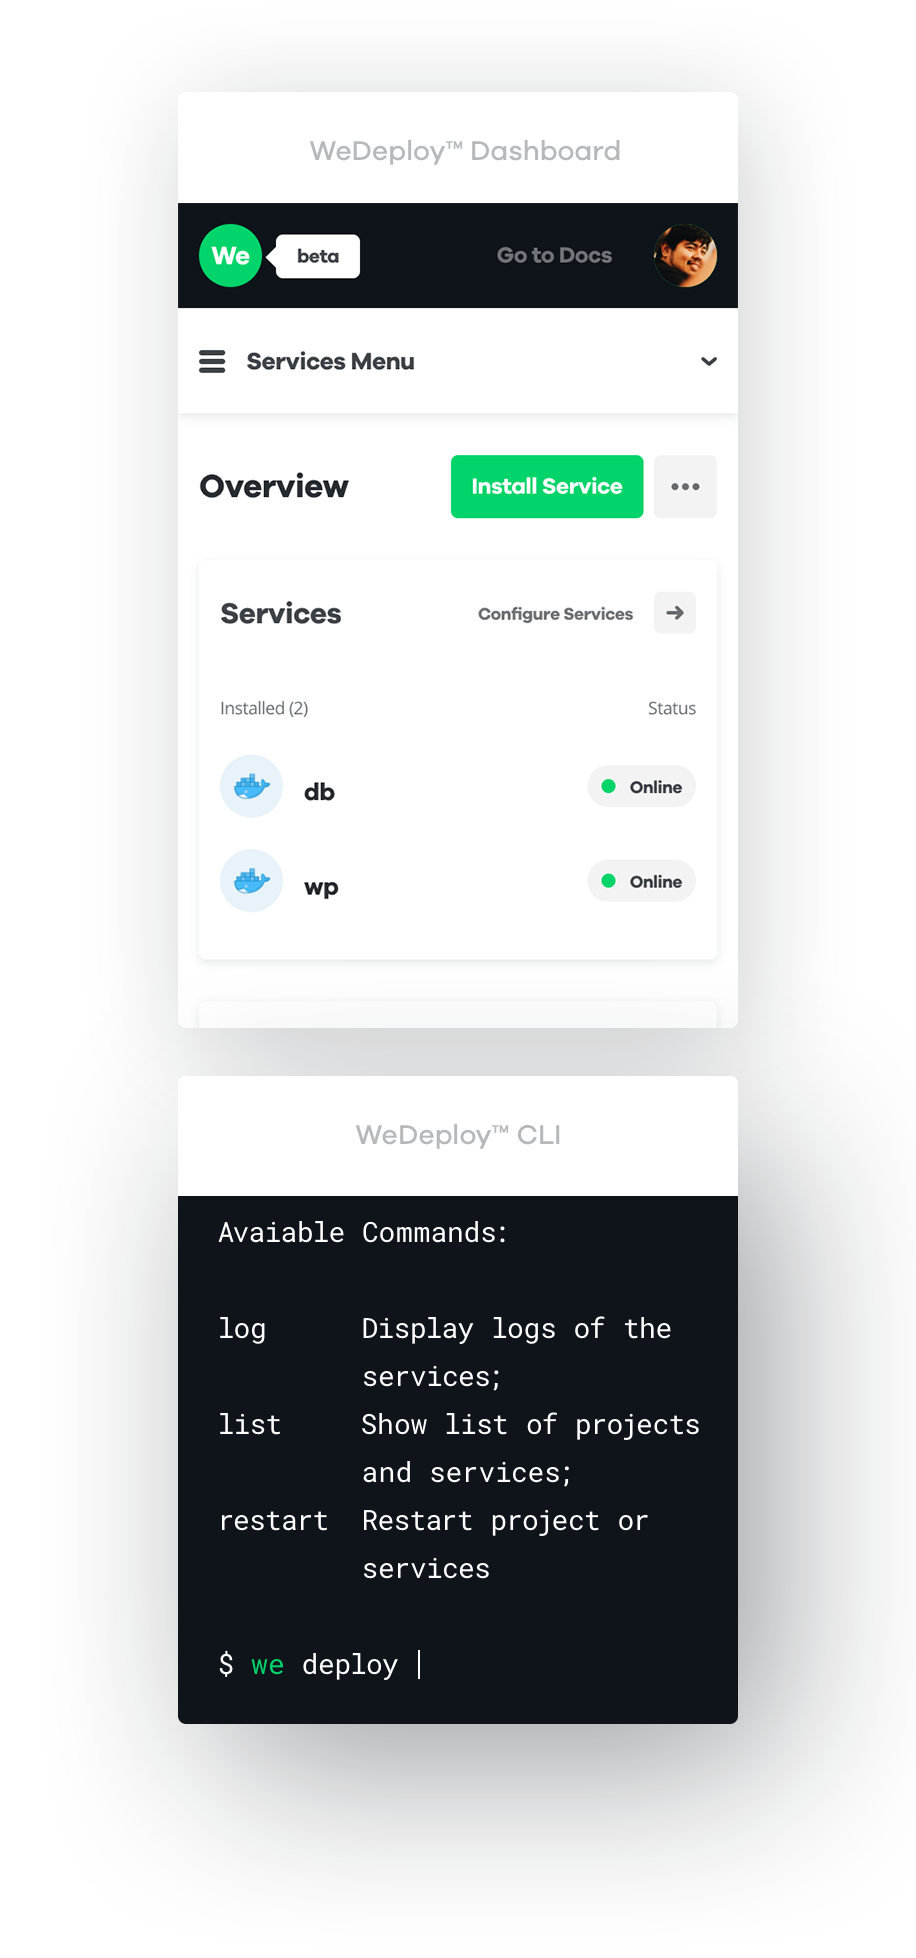 WeDeploy™ Dashboard
We beta Go to Docs
Services Menu
Overview Install Service
Services Configure Services
Installed (2) Status
db Online
wp Online
WeDeploy™ CLI
Avaiable Commands:
log Display logs of the
services;
list Show list of projects
and services;
restart Restart project or
services
$ we deploy